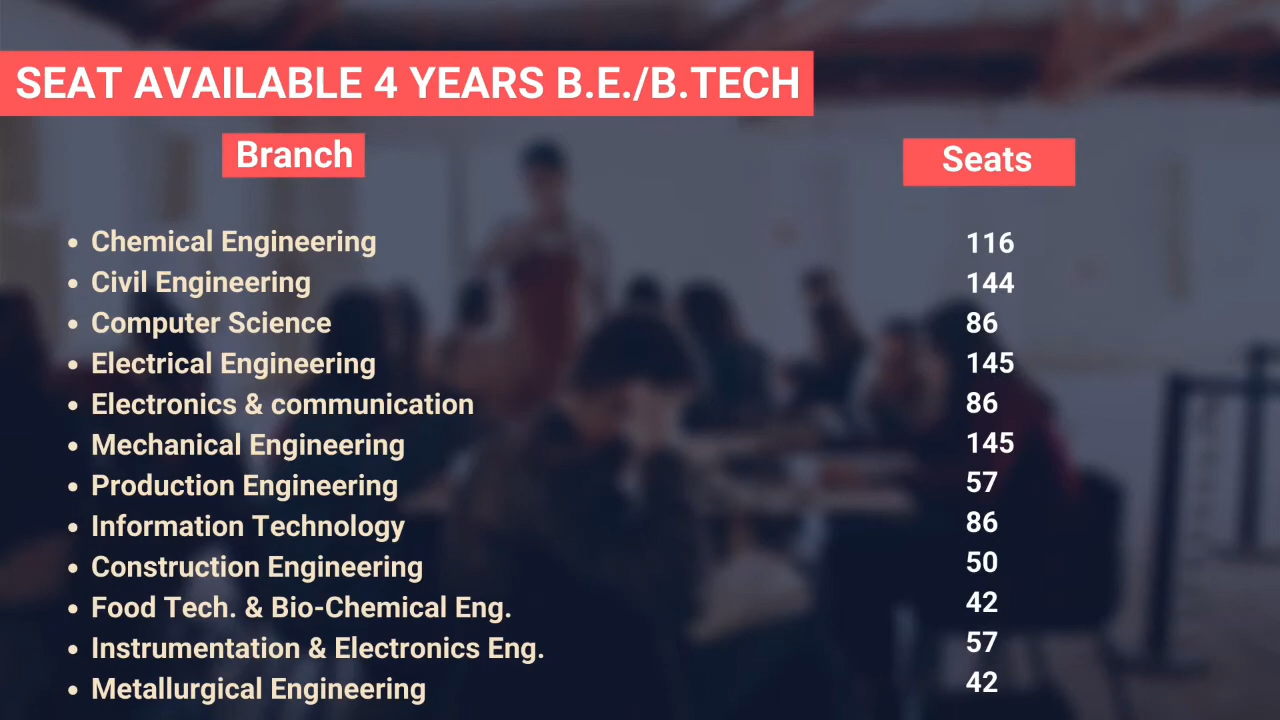 SEAT AVAILABLE 4 YEARS B.E./B.TECH
Branch Seats
• Chemical Engineering 116
• Civil Engineering 144
• Computer Science 86
• Electrical Engineering 145
• Electronics & communication 86
• Mechanical Engineering 145
• Production Engineering 57
• Information Technology 86
• Construction Engineering 50
• Food Tech. & Bio-Chemical Eng. 42
• Instrumentation & Electronics Eng. 57
• Metallurgical Engineering 42